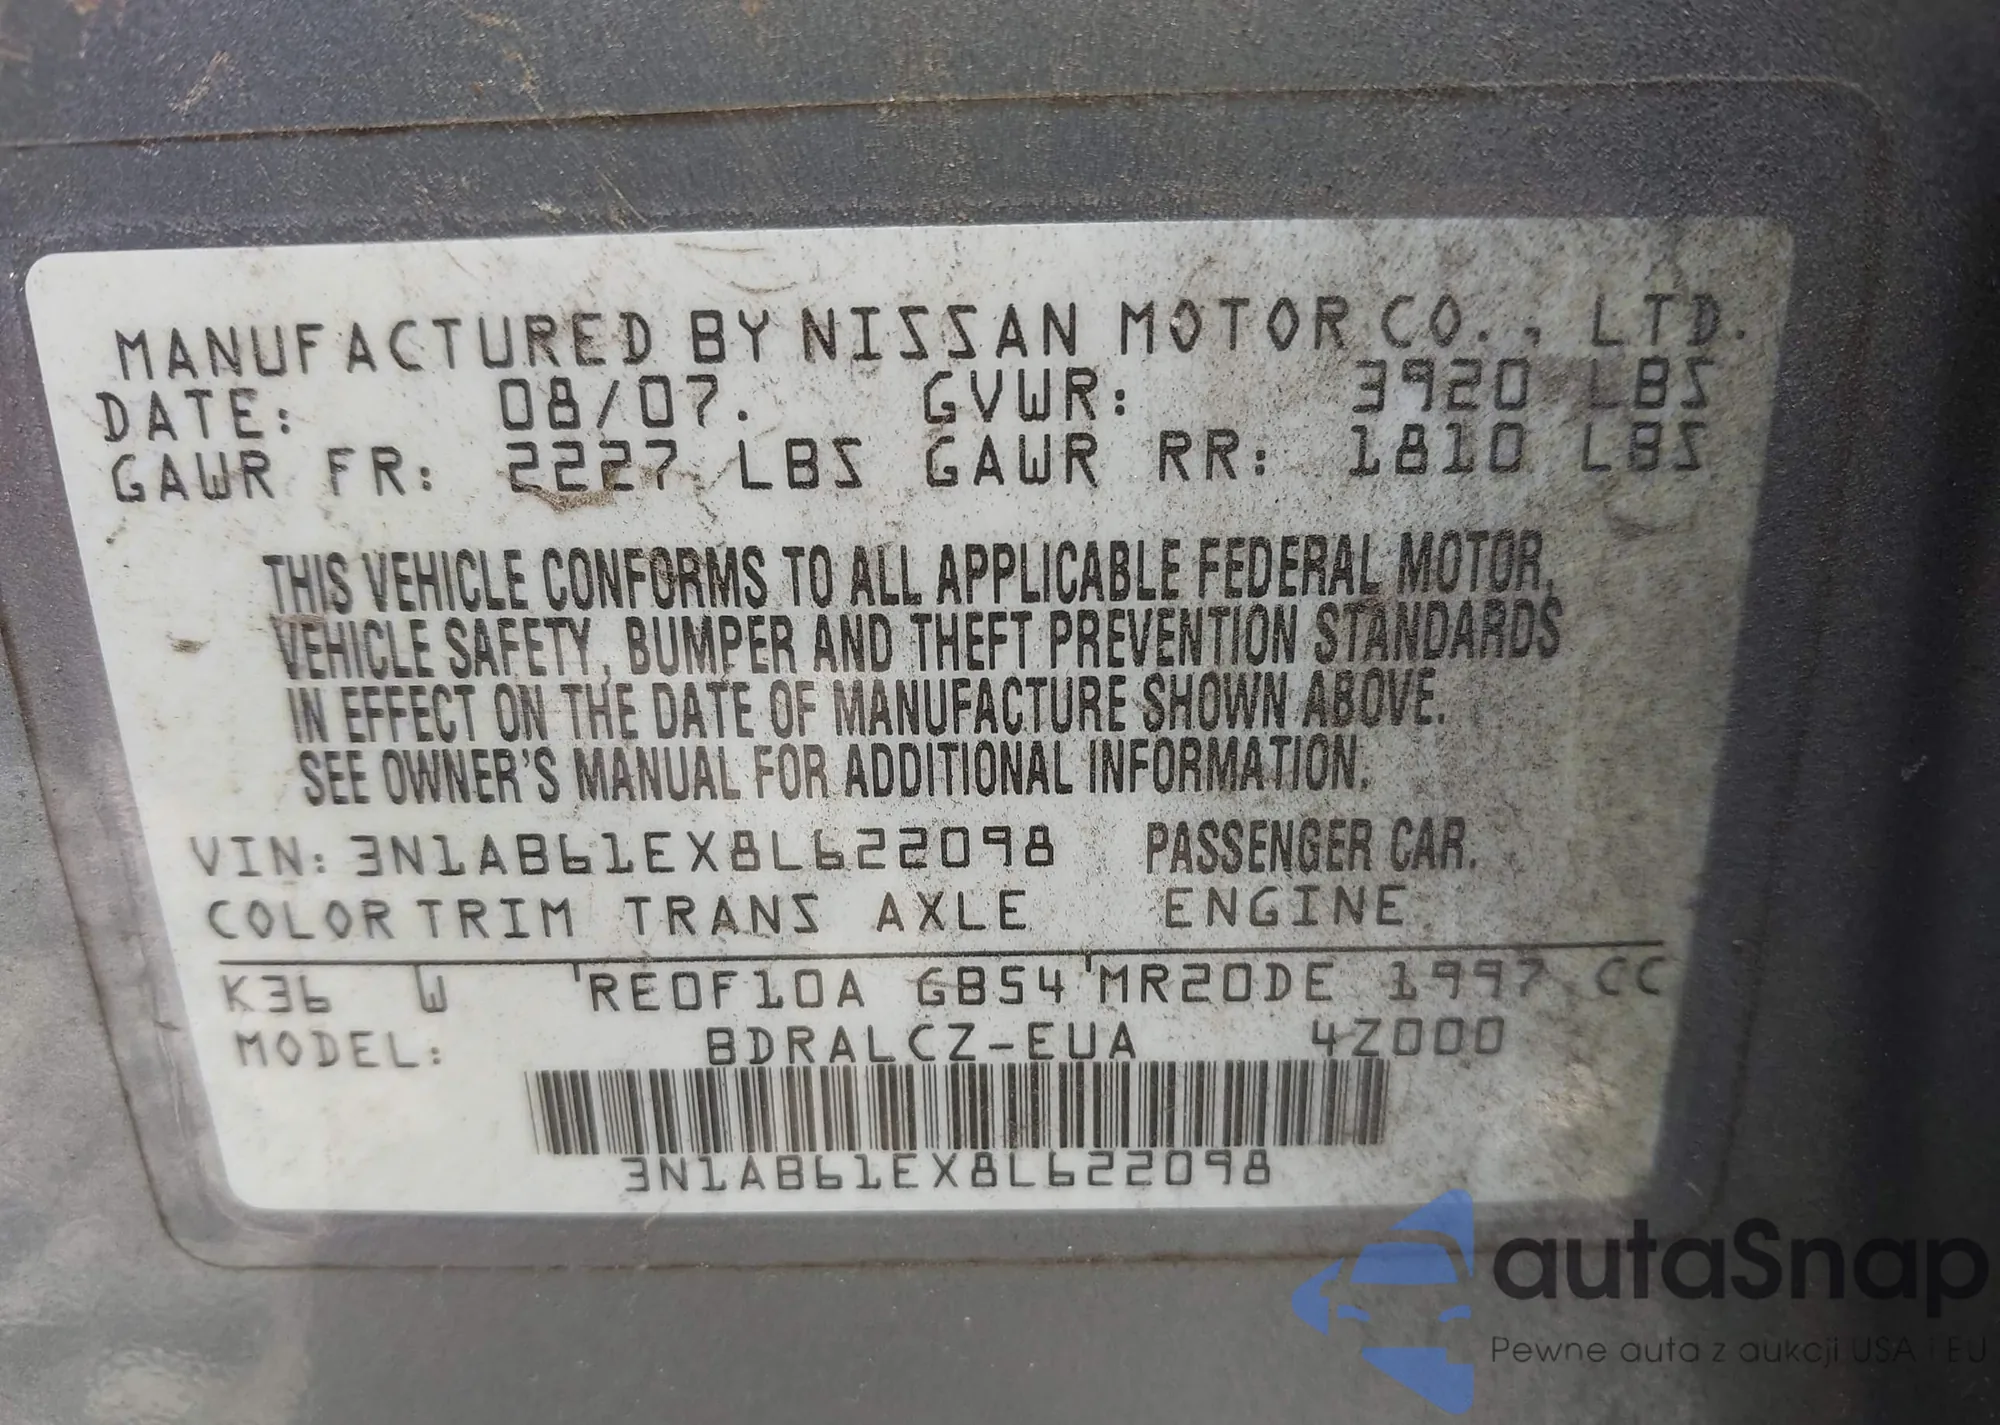 MANUFACTURED BY NISSAN MOTOR CO., LTD.
DATE: 08/07. GVWR: 3920 LBS
GAWR FR: 2227 LBS GAWR RR: 1810 LBS
THIS VEHICLE CONFORMS TO ALL APPLICABLE FEDERAL MOTOR,
VEHICLE SAFETY, BUMPER AND THEFT PREVENTION STANDARDS
IN EFFECT ON THE DATE OF MANUFACTURE SHOWN ABOVE.
SEE OWNER'S MANUAL FOR ADDITIONAL INFORMATION.
VIN: 3N1AB61EX8L622098 PASSENGER CAR.
COLOR TRIM TRANS AXLE ENGINE
K36 W 'RE0F10A GB54 'MR20DE 1997 CC
MODEL: BDRALCZ-EUA 4Z000
3N1AB61EX8L622098
autaSnap
Pewne auta z aukcji USA i EU